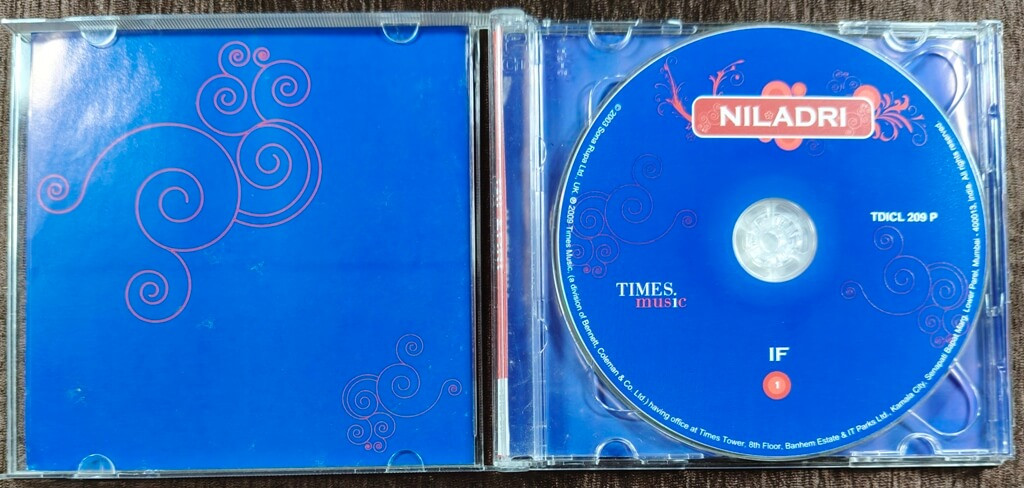 NILADRI
TDICL 209 P
TIMES.
music
IF
1
© 2003 Sona Rupa Ltd., UK. ℗ 2009 Times Music. (a division of Bennett, Coleman & Co. Ltd.) having office at Times Tower, 8th Floor, Banhem Estate & IT Parks Ltd., Kamala City, Senapati Bapat Marg, Lower Parel, Mumbai - 400013, India. All rights reserved.